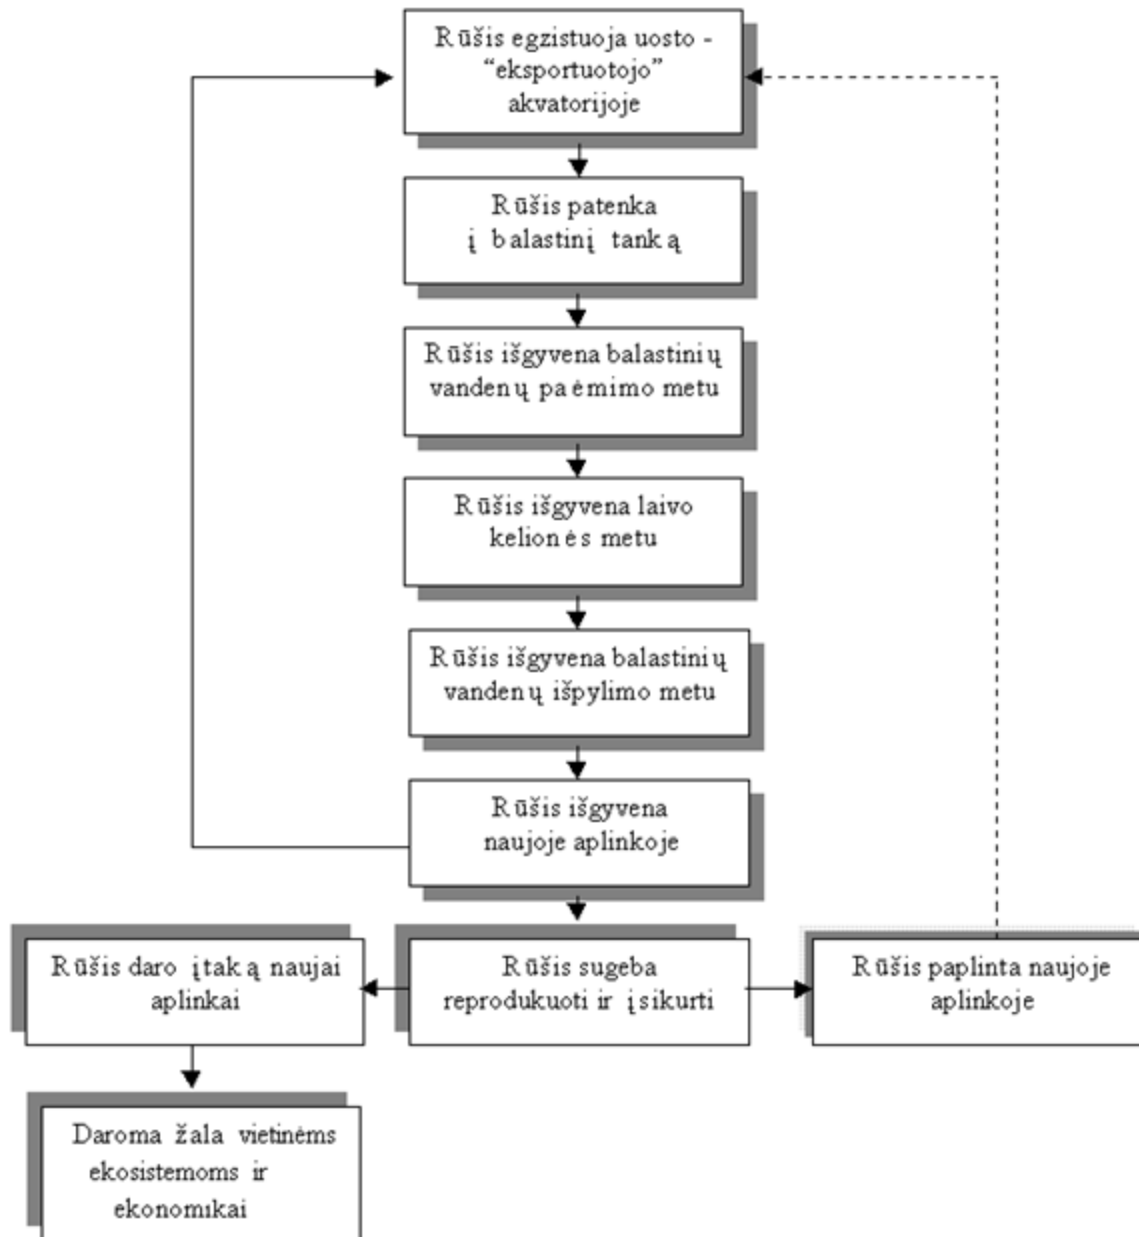 Rūšis egzistuoja uosto -
“eksportuotojo”
akvatorijoje
Rūšis patenka
į balastinį tanką
Rūšis išgyvena balastinių
vandenų paėmimo metu
Rūšis išgyvena laivo
kelionės metu
Rūšis išgyvena balastinių
vandenų išpylimo metu
Rūšis išgyvena
naujoje aplinkoje
Rūšis daro įtaką naujai
aplinkai
Rūšis sugeba
reprodukuoti ir įsikurti
Rūšis paplinta naujoje
aplinkoje
Daroma žala vietinėms
ekosistemoms ir
ekonomikai